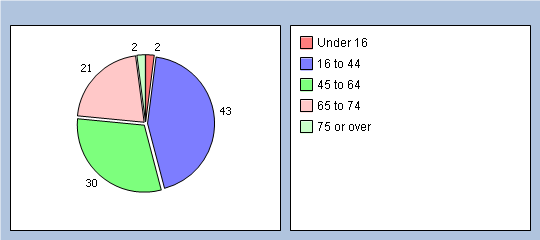 2 2
21
43
30
Under 16
16 to 44
45 to 64
65 to 74
75 or over